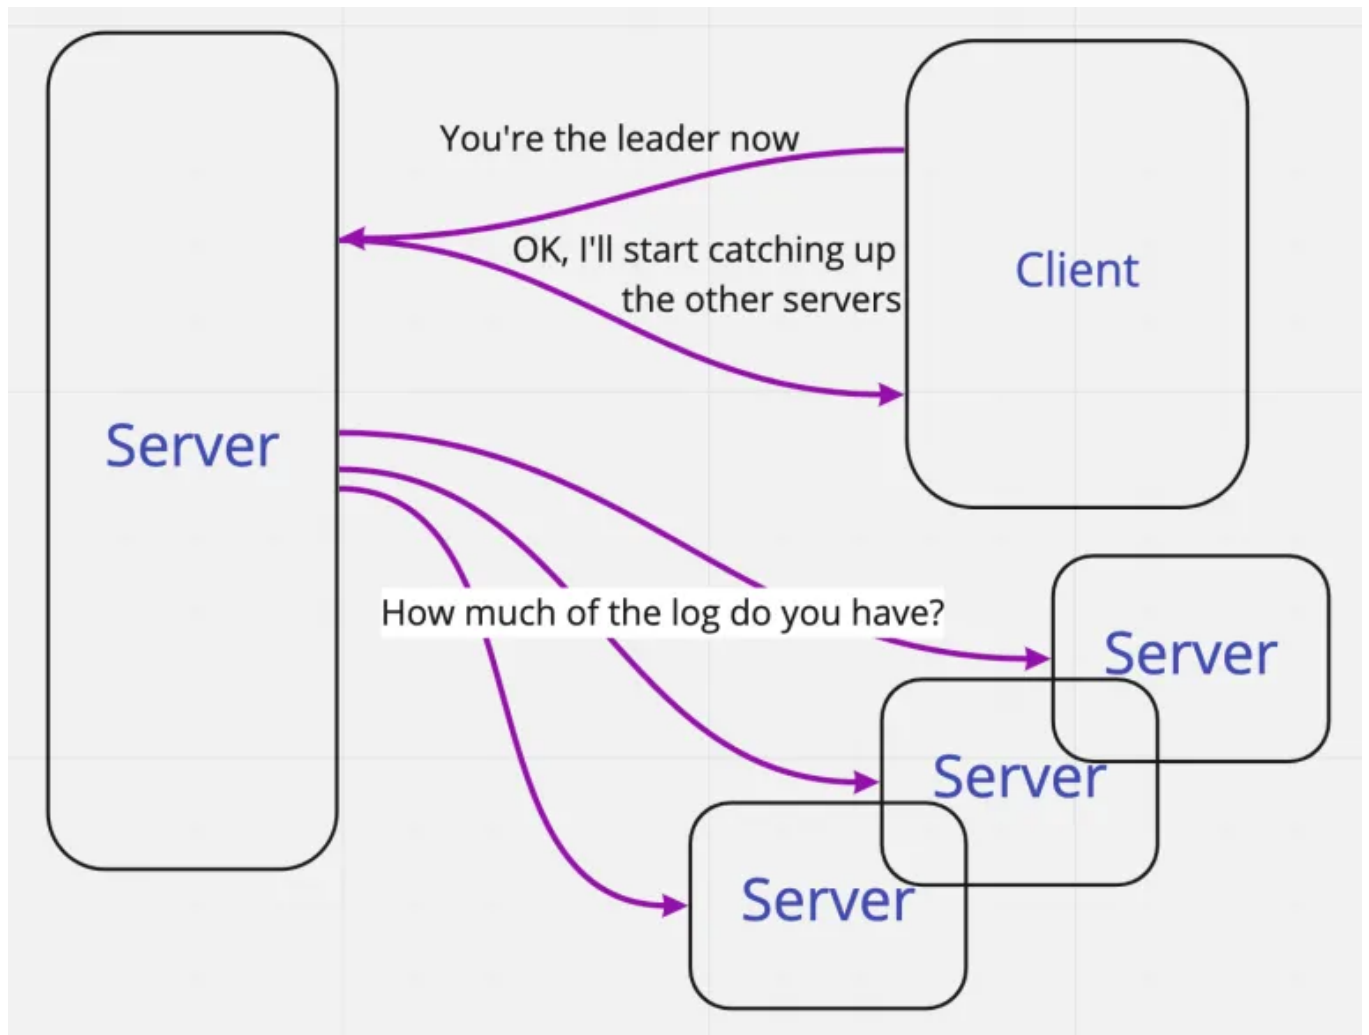 You're the leader now
OK, I'll start catching up
the other servers
Client
Server
How much of the log do you have?
Server
Server
Server